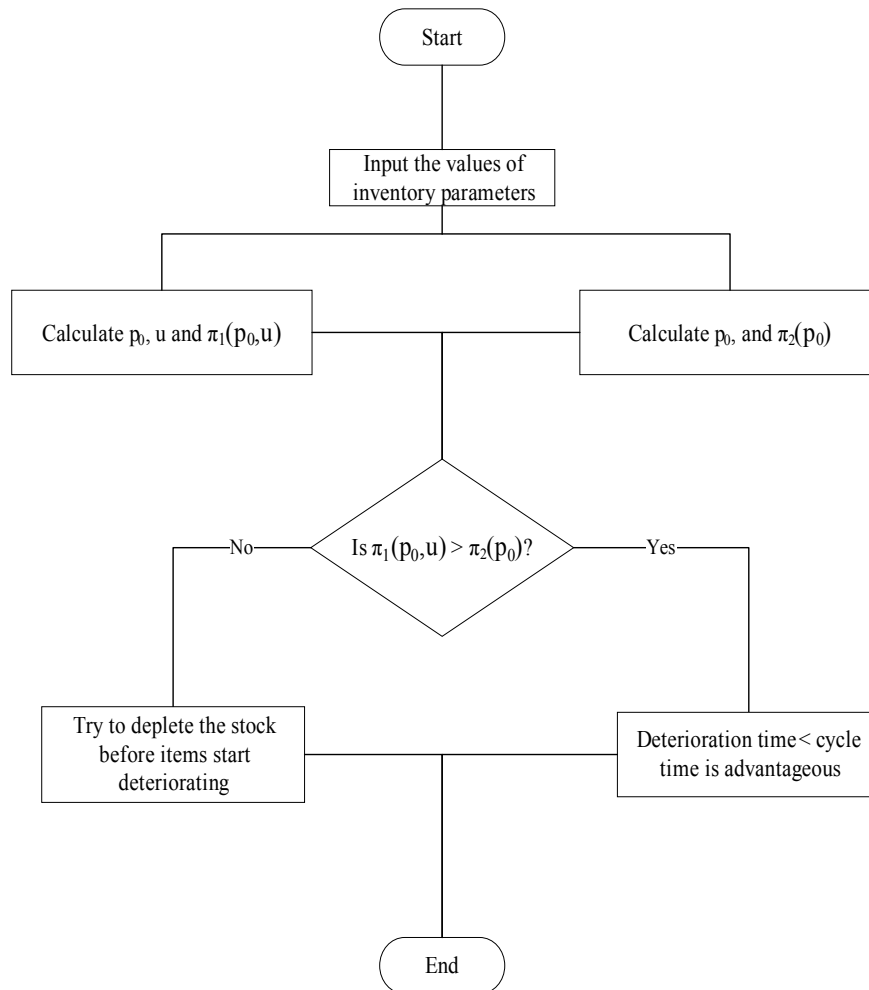 Start
Input the values of
inventory parameters
Calculate p₀, u and π₁(p₀,u)
Calculate p₀, and π₂(p₀)
Is π₁(p₀,u) > π₂(p₀)?
No
Yes
Try to deplete the stock
before items start
deteriorating
Deterioration time< cycle
time is advantageous
End